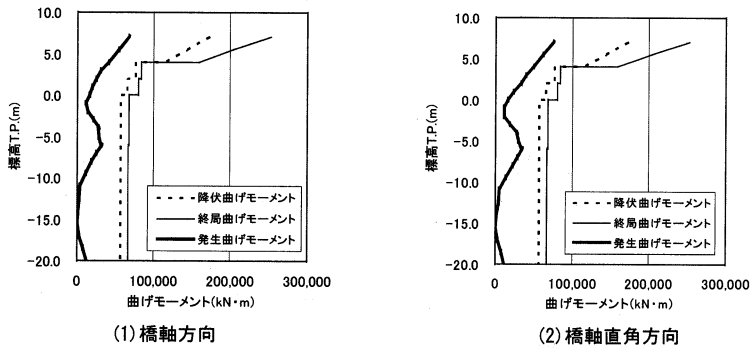 10.0
5.0
0.0
−5.0
−10.0
−15.0
−20.0
標高T.P.(m)
降伏曲げモーメント
終局曲げモーメント
発生曲げモーメント
0
100,000
200,000
300,000
曲げモーメント(kN・m)
(1)橋軸方向
10.0
5.0
0.0
−5.0
−10.0
−15.0
−20.0
標高T.P.(m)
降伏曲げモーメント
終局曲げモーメント
発生曲げモーメント
0
100,000
200,000
300,000
曲げモーメント(kN・m)
(2)橋軸直角方向